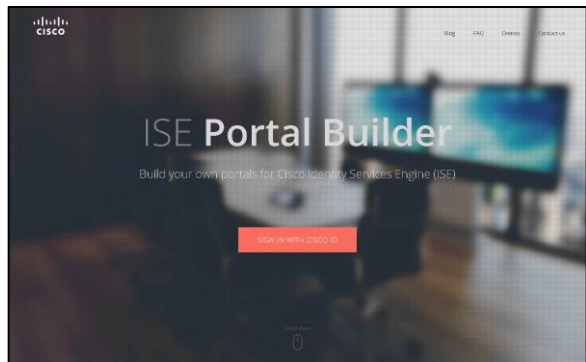 CISCO
Blog FAQ Demos Contact us
ISE Portal Builder
Build your own portals for Cisco Identity Services Engine (ISE)
SIGN IN WITH CISCO ID